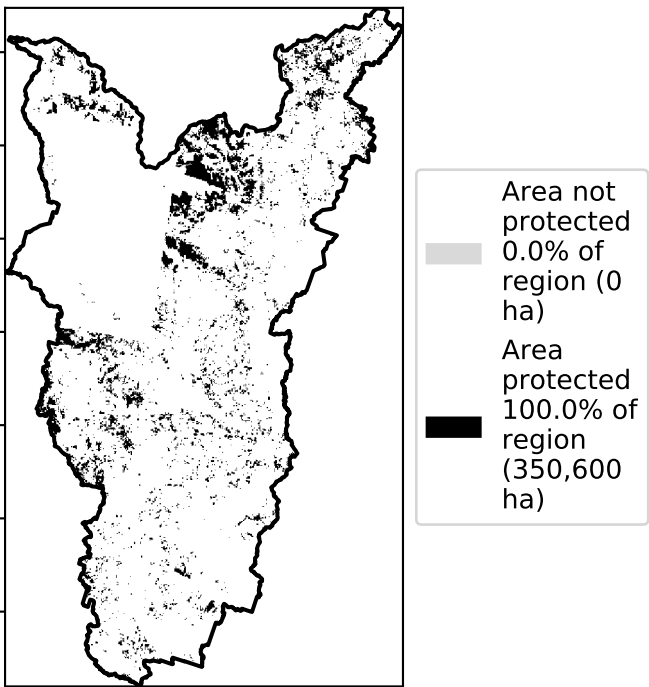 Area not
protected
0.0% of
region (0
ha)
Area
protected
100.0% of
region
(350,600
ha)